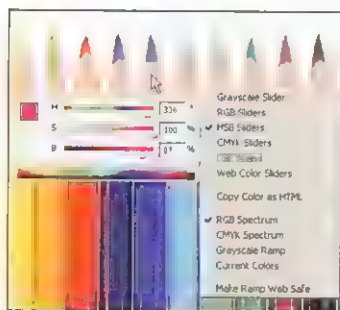 H 336 °
S 100 %
B %
Grayscale Slider
RGB Sliders
✔ HSB Sliders
CMYK Sliders
Web Color Sliders
Copy Color as HTML
✔ RGB Spectrum
CMYK Spectrum
Grayscale Ramp
Current Colors
Make Ramp Web Safe